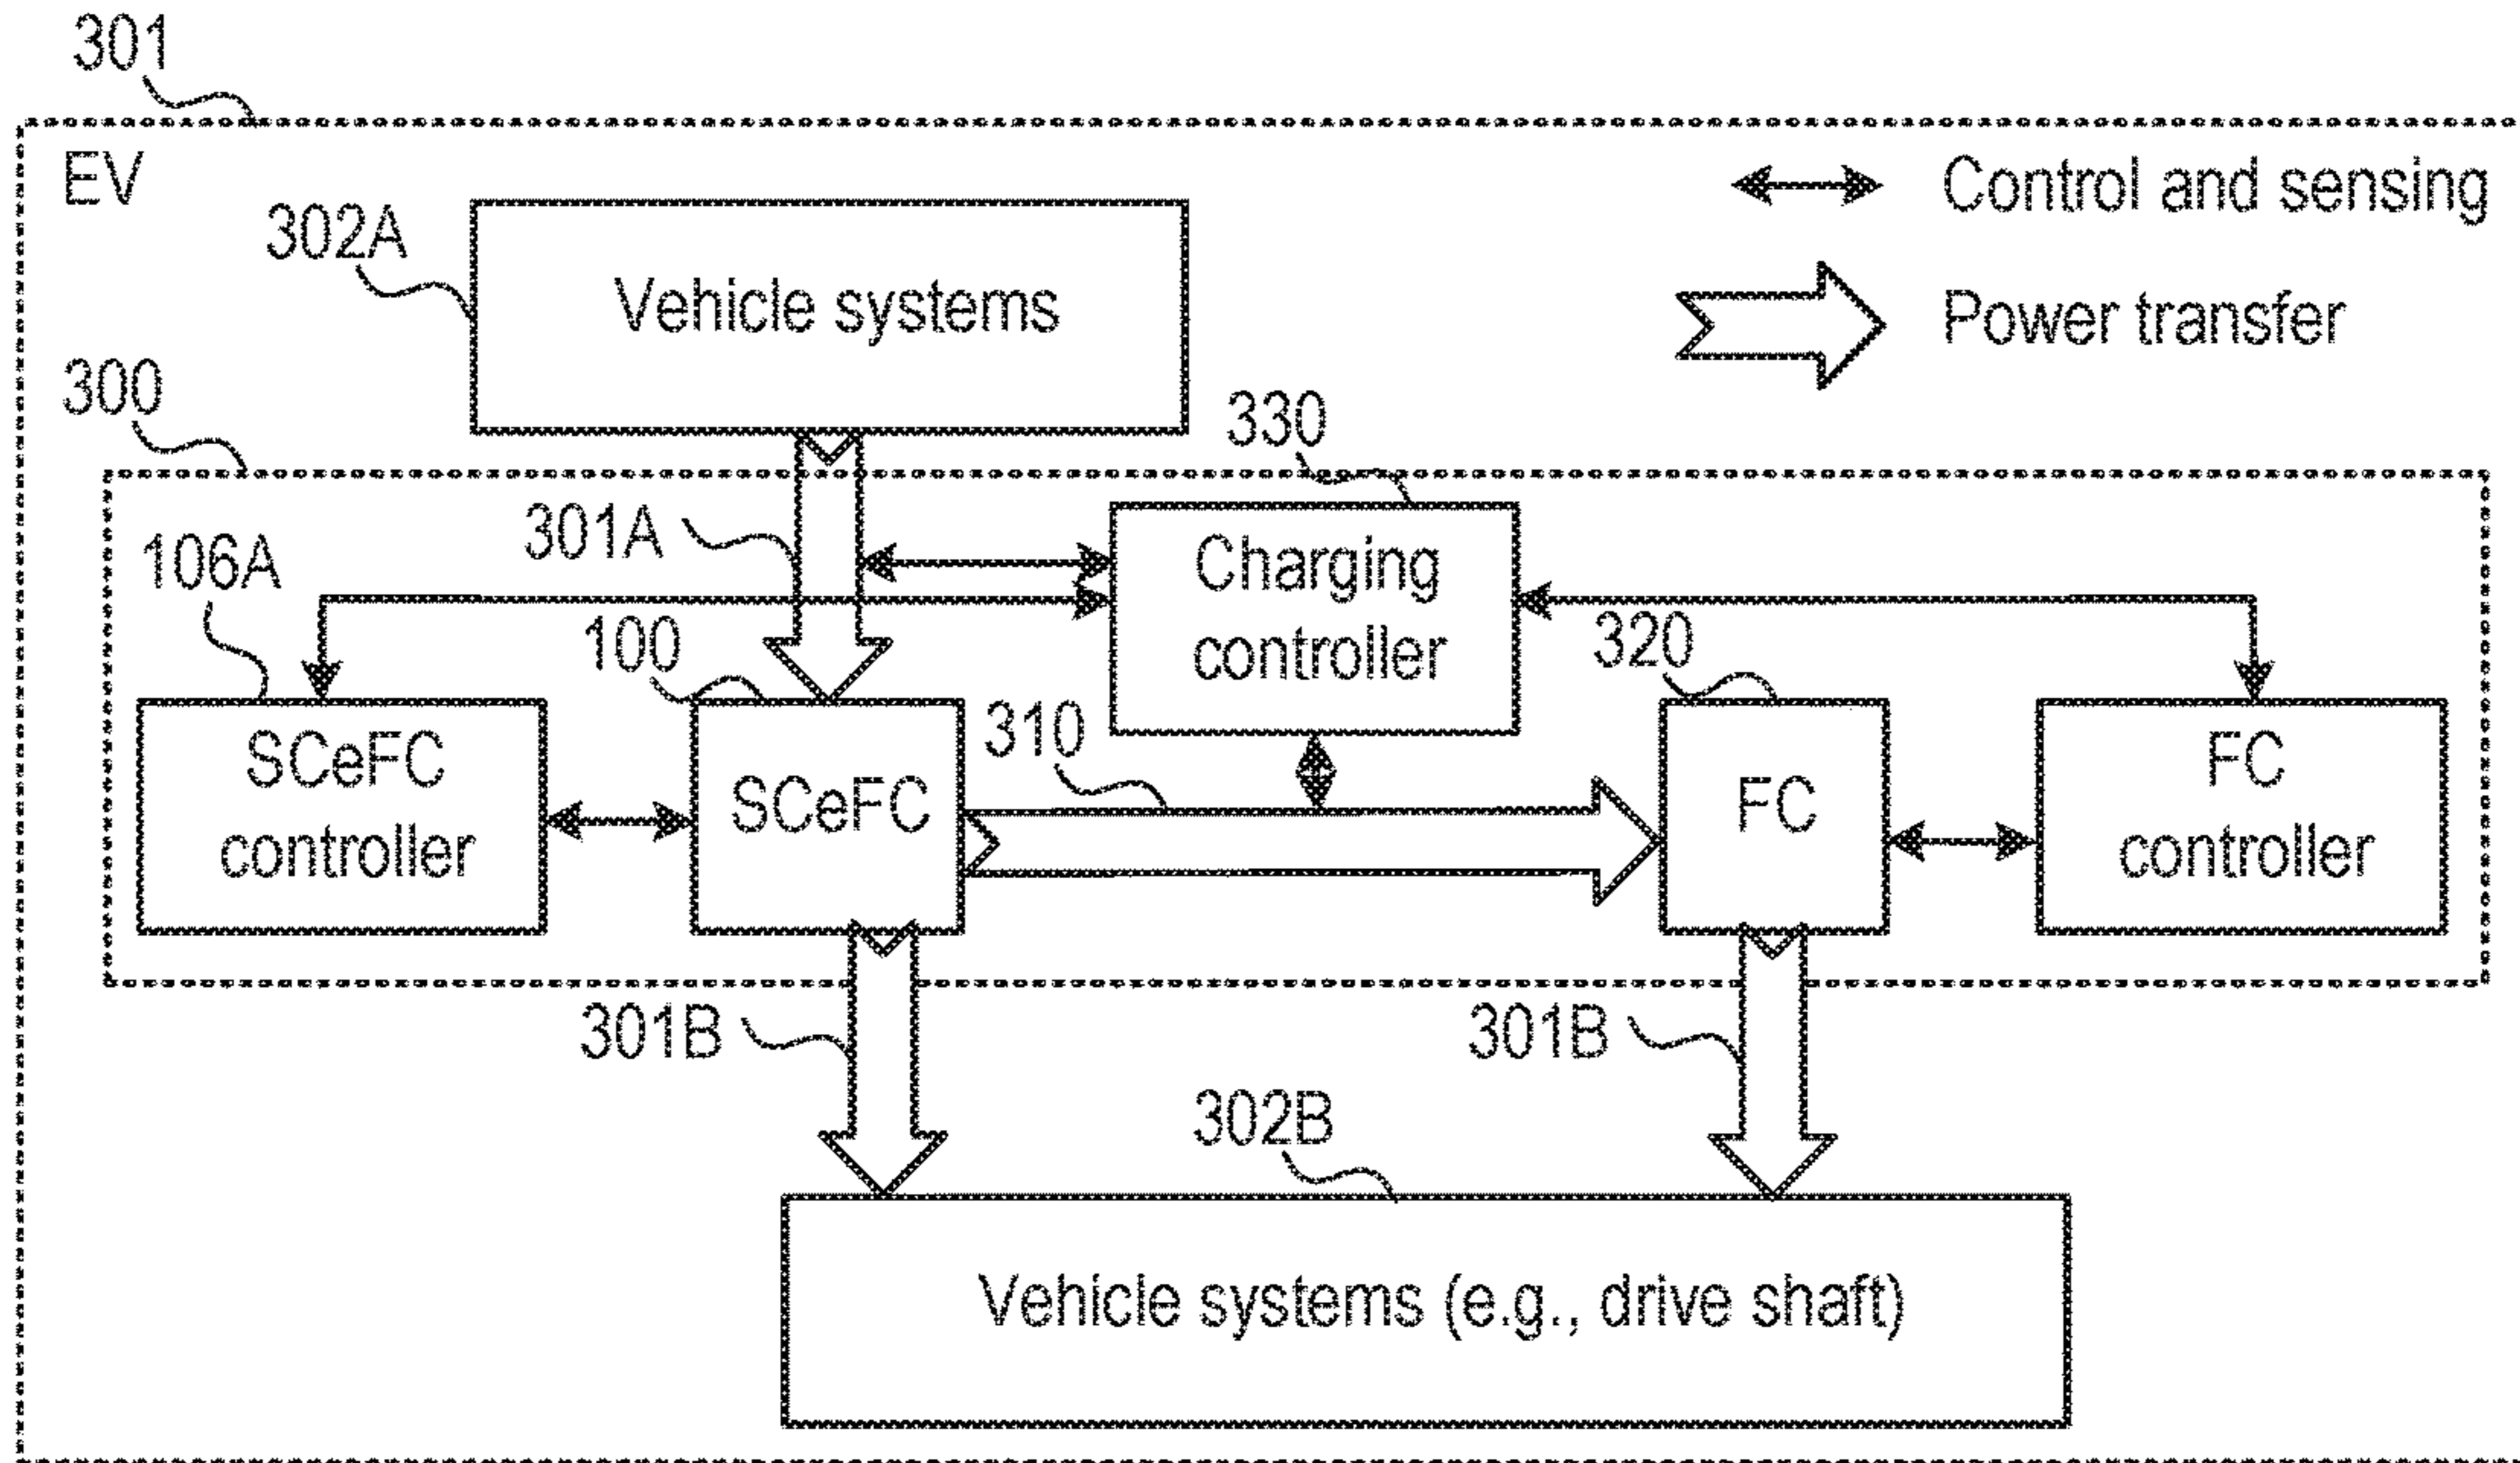 301
EV
Control and sensing
302A
Vehicle systems
Power transfer
300
330
301A
Charging
controller
106A
100
320
310
SCeFC
controller
SCeFC
FC
FC
controller
301B
301B
302B
Vehicle systems (e.g., drive shaft)